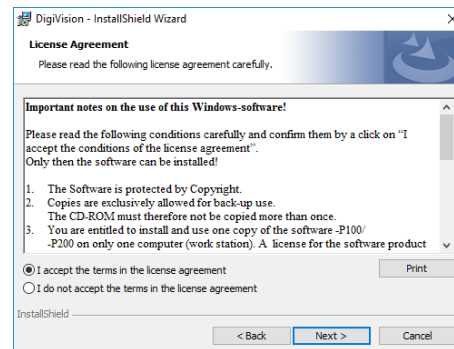 DigiVision - InstallShield Wizard
License Agreement
Please read the following license agreement carefully.
Important notes on the use of this Windows-software!
Please read the following conditions carefully and confirm them by a click on “I
accept the conditions of the license agreement”.
Only then the software can be installed!
1. The Software is protected by Copyright.
2. Copies are exclusively allowed for back-up use.
The CD-ROM must therefore not be copied more than once.
3. You are entitled to install and use one copy of the software -P100/
-P200 on only one computer (work station). A license for the software product
I accept the terms in the license agreement
Print
I do not accept the terms in the license agreement
InstallShield
< Back
Next >
Cancel